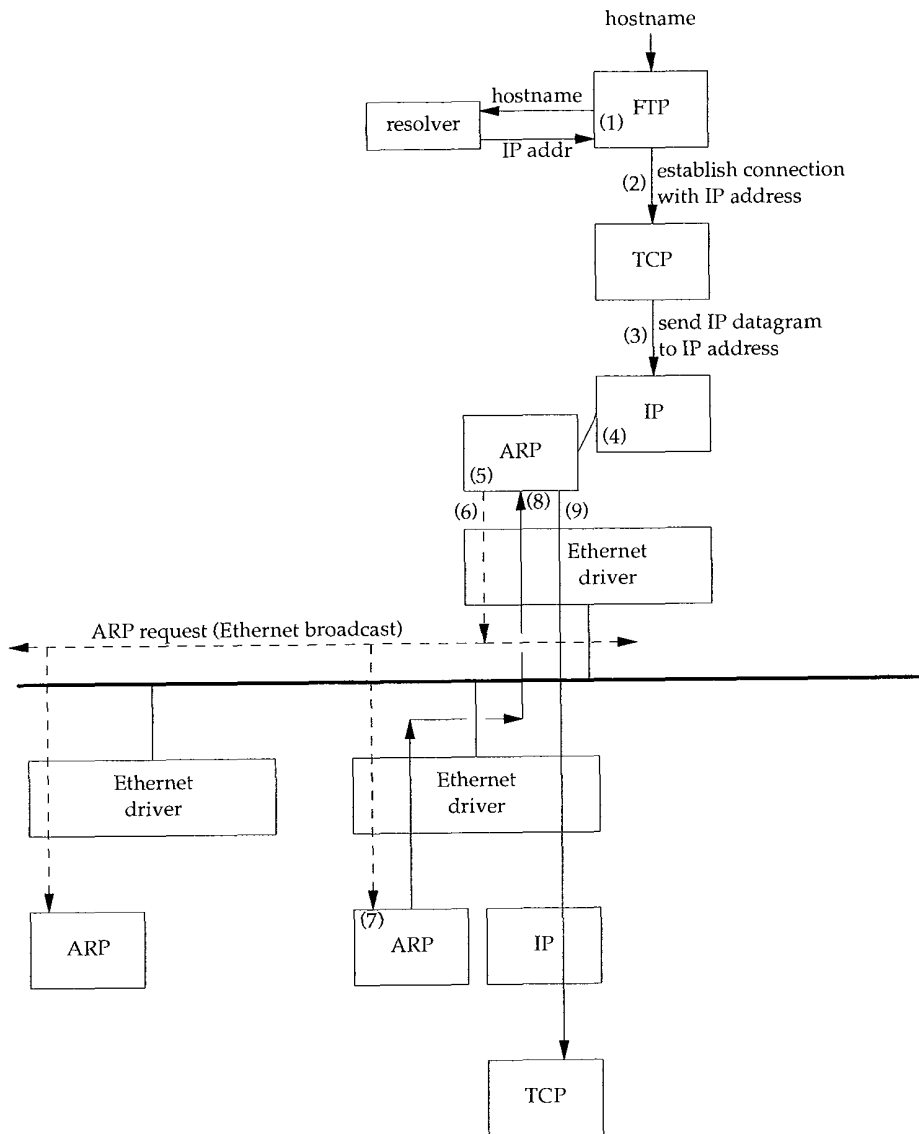 hostname
hostname
FTP
(1)
resolver
IP addr
(2)
establish connection
with IP address
TCP
(3)
send IP datagram
to IP address
IP
(4)
ARP
(5)
(6)
(8)
(9)
Ethernet
driver
ARP request (Ethernet broadcast)
Ethernet
driver
Ethernet
driver
(7)
ARP
ARP
IP
TCP